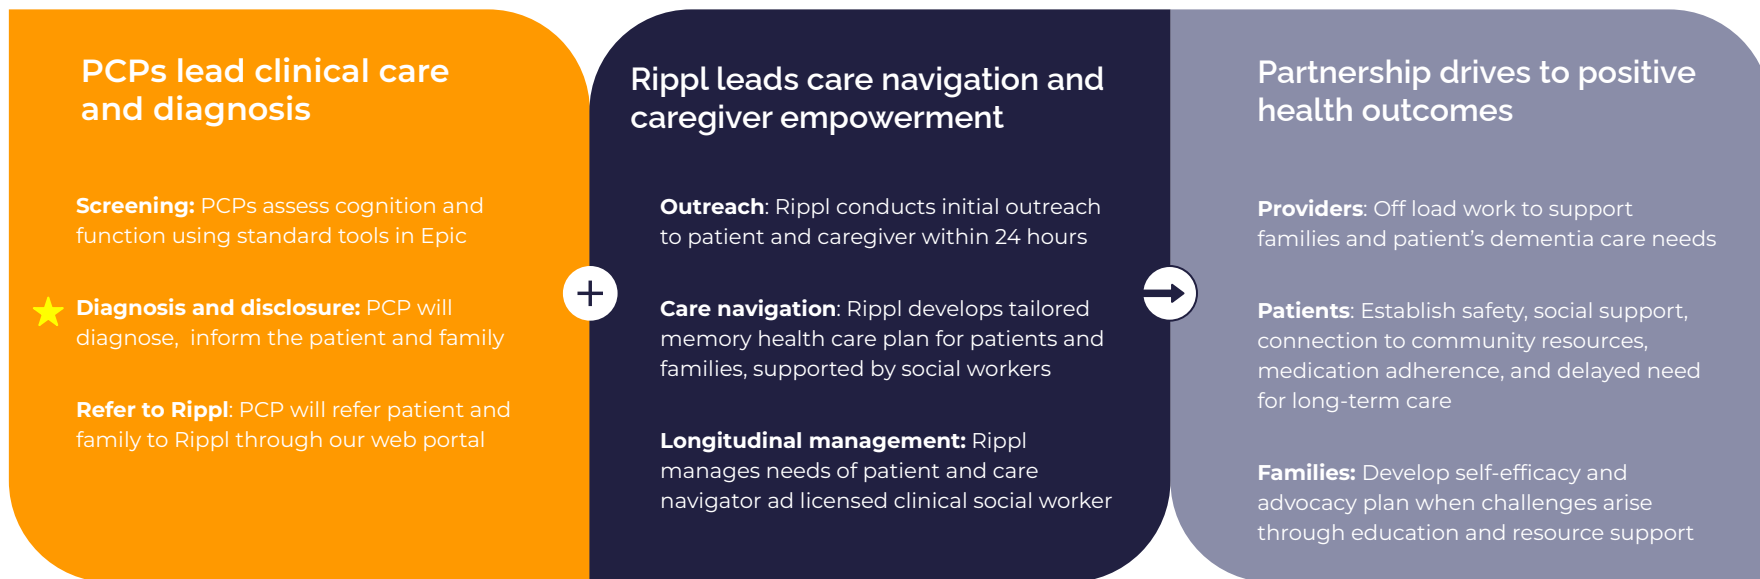 PCPs lead clinical care
and diagnosis
Screening: PCPs assess cognition and
function using standard tools in Epic
Diagnosis and disclosure: PCP will
diagnose, inform the patient and family
Refer to Rippl: PCP will refer patient and
family to Rippl through our web portal
Rippl leads care navigation and
caregiver empowerment
Outreach: Rippl conducts initial outreach
to patient and caregiver within 24 hours
Care navigation: Rippl develops tailored
memory health care plan for patients and
families, supported by social workers
Longitudinal management: Rippl
manages needs of patient and care
navigator ad licensed clinical social worker
Partnership drives to positive
health outcomes
Providers: Off load work to support
families and patient’s dementia care needs
Patients: Establish safety, social support,
connection to community resources,
medication adherence, and delayed need
for long-term care
Families: Develop self-efficacy and
advocacy plan when challenges arise
through education and resource support